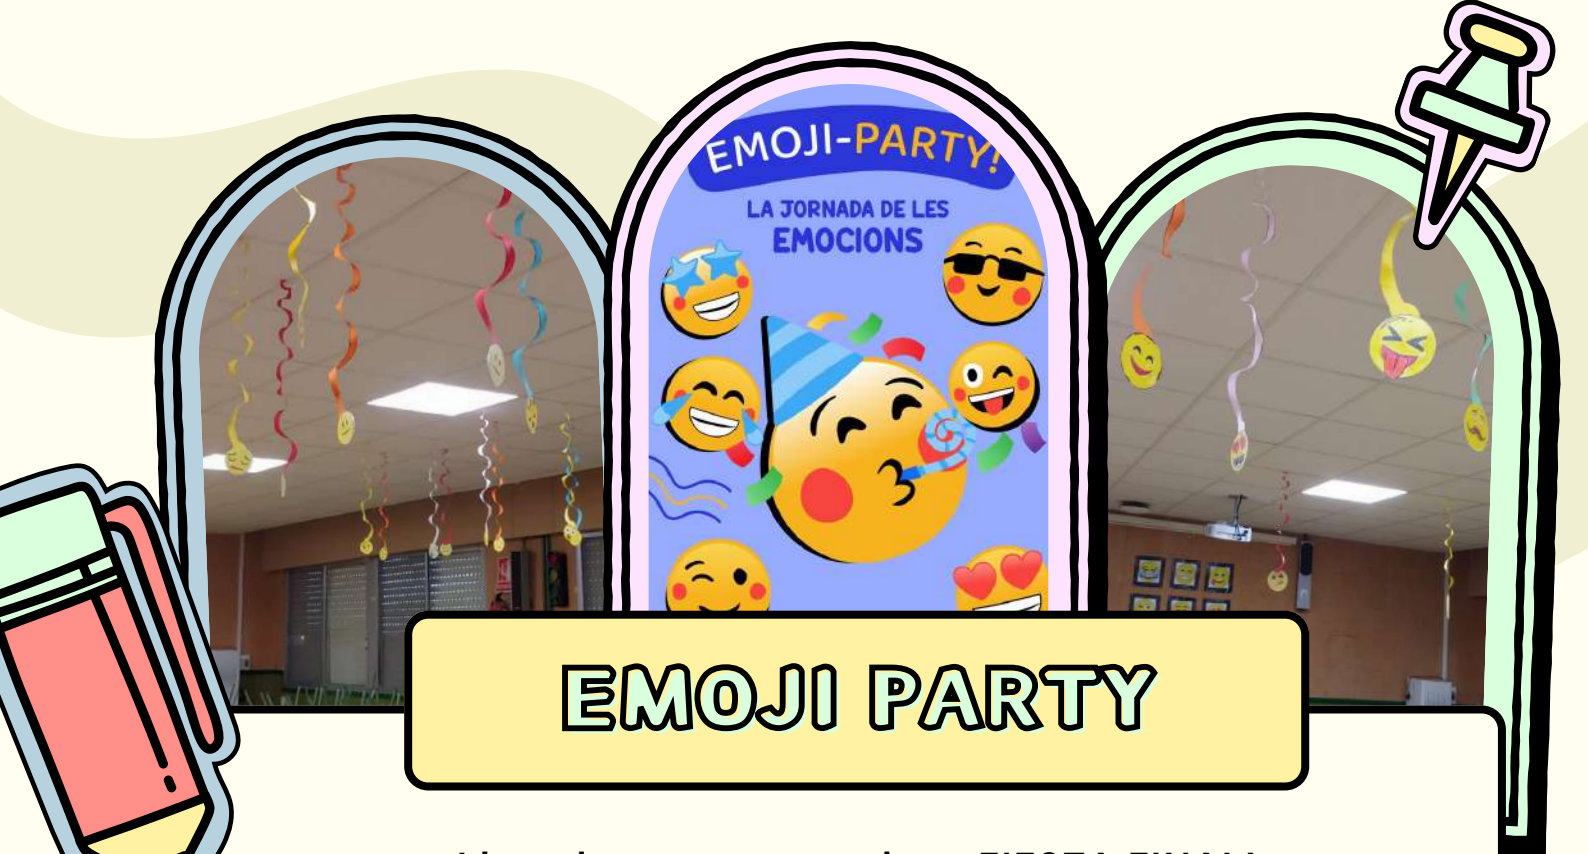 EMOJI-PARTY!
LA JORNADA DE LES
EMOCIONS
EMOJI PARTY